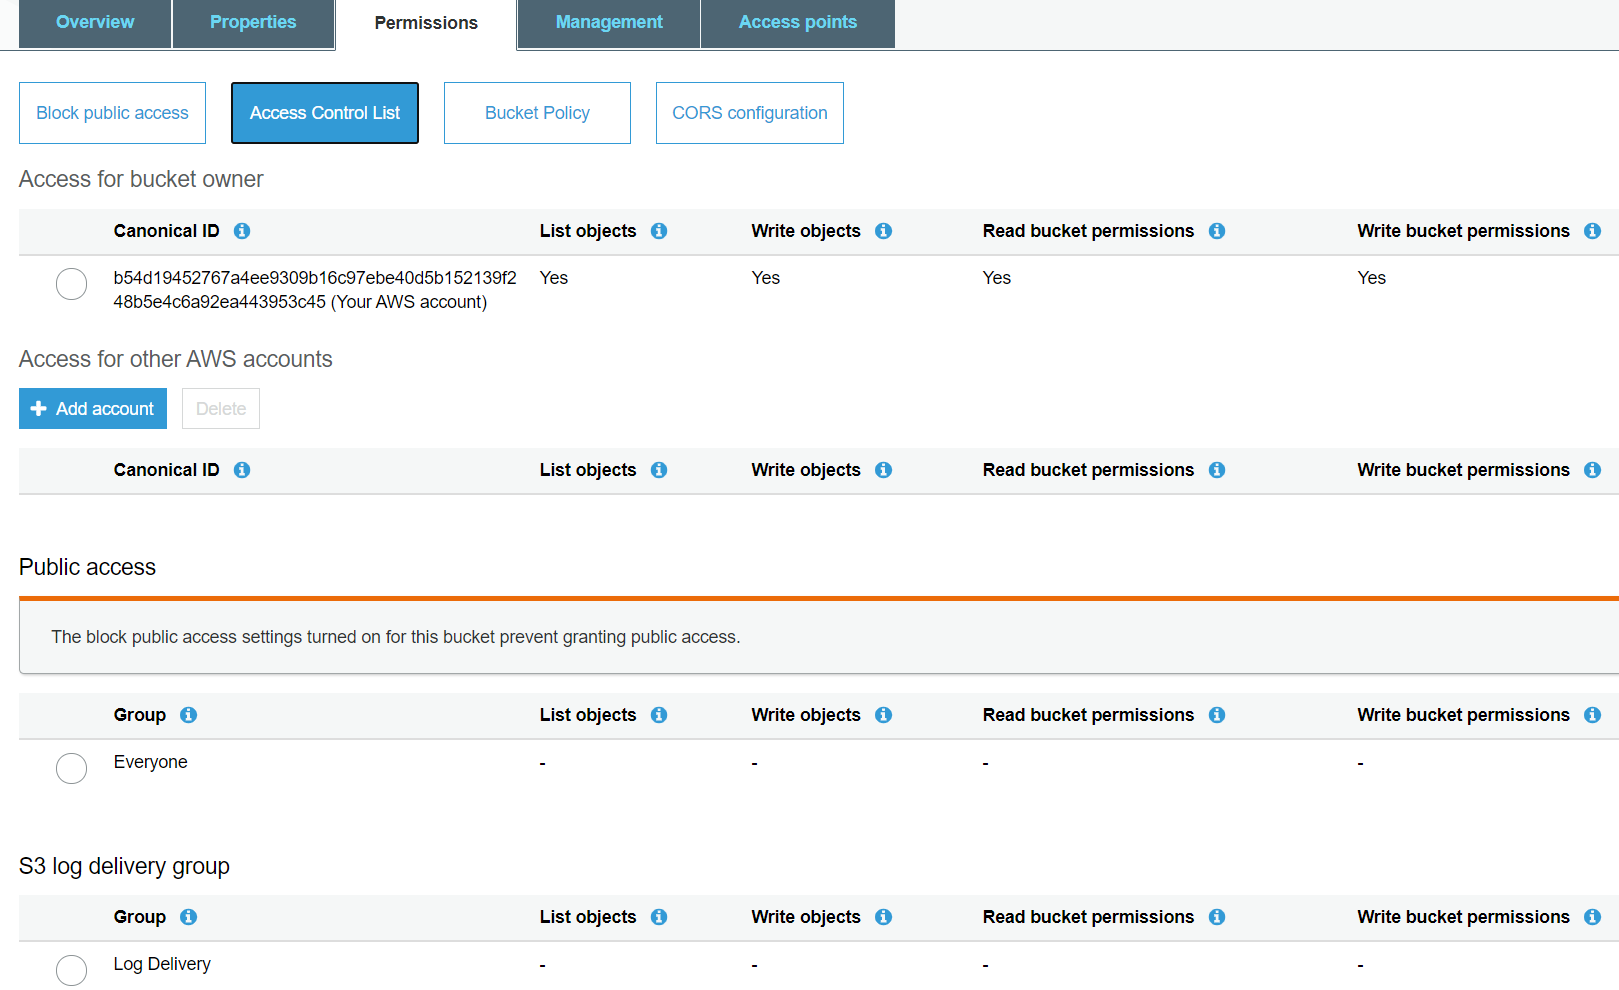 Overview Properties Permissions Management Access points
Block public access Access Control List Bucket Policy CORS configuration
Access for bucket owner
Canonical ID List objects Write objects Read bucket permissions Write bucket permissions
b54d19452767a4ee9309b16c97ebe40d5b152139f2 Yes Yes Yes Yes
48b5e4c6a92ea443953c45 (Your AWS account)
Access for other AWS accounts
+ Add account Delete
Canonical ID List objects Write objects Read bucket permissions Write bucket permissions
Public access
The block public access settings turned on for this bucket prevent granting public access.
Group List objects Write objects Read bucket permissions Write bucket permissions
Everyone - - - -
S3 log delivery group
Group List objects Write objects Read bucket permissions Write bucket permissions
Log Delivery - - - -